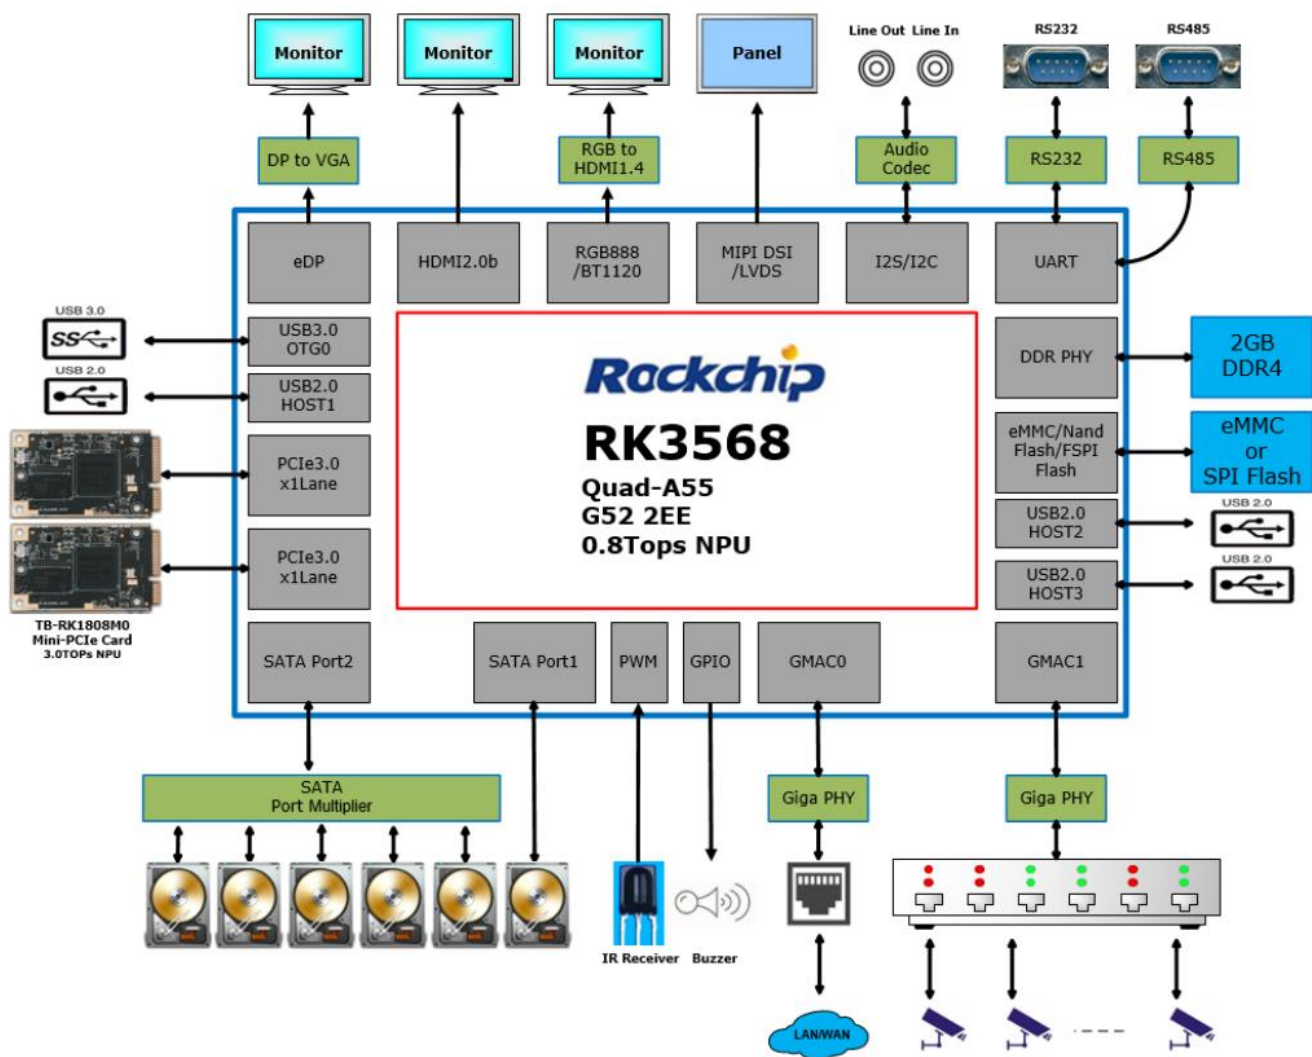 Monitor
Monitor
Monitor
Panel
Line Out Line In
RS232
RS485
DP to VGA
RGB to
HDMI1.4
Audio
Codec
RS232
RS485
eDP
HDMI2.0b
RGB888
/BT1120
MIPI DSI
/LVDS
I2S/I2C
UART
USB 3.0
SS
USB3.0
OTG0
USB 2.0
USB2.0
HOST1
PCIe3.0
x1Lane
PCIe3.0
x1Lane
TB-RK1808M0
Mini-PCIe Card
3.0TOPs NPU
Rockchip
RK3568
Quad-A55
G52 2EE
0.8Tops NPU
DDR PHY
2GB
DDR4
eMMC/Nand
Flash/FSPI
Flash
eMMC
or
SPI Flash
USB2.0
HOST2
USB 2.0
USB2.0
HOST3
USB 2.0
SATA Port2
SATA Port1
PWM
GPIO
GMAC0
GMAC1
SATA
Port Multiplier
Giga PHY
Giga PHY
IR Receiver
Buzzer
LAN/WAN